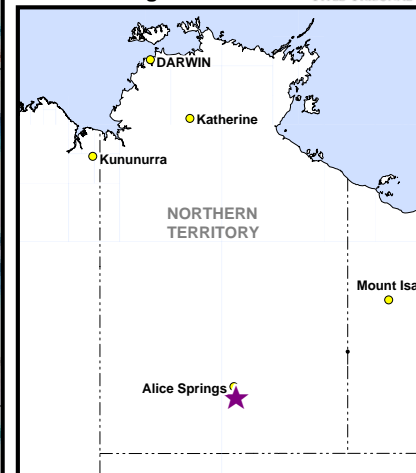 DARWIN
Katherine
Kununurra
NORTHERN
TERRITORY
Mount Isa
Alice Springs